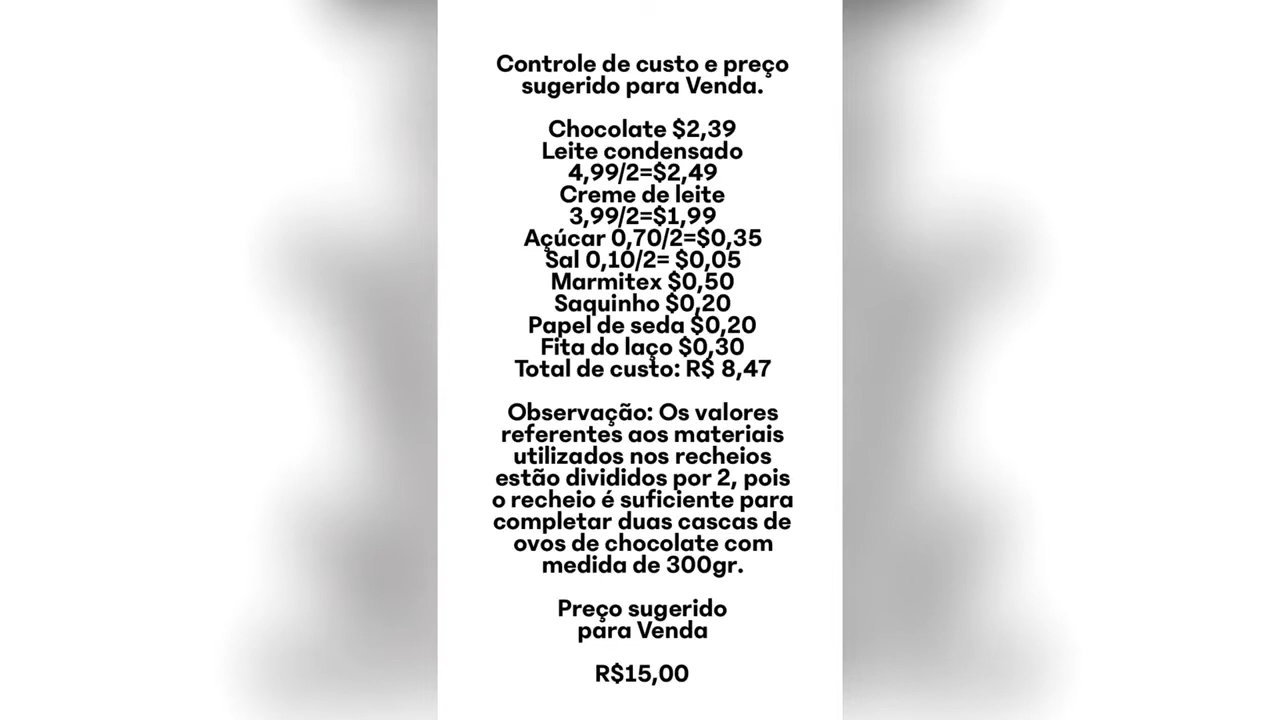 Controle de custo e preço
sugerido para Venda.
Chocolate $2,39
Leite condensado
4,99/2=$2,49
Creme de leite
3,99/2=$1,99
Açúcar 0,70/2=$0,35
Sal 0,10/2= $0,05
Marmitex $0,50
Saquinho $0,20
Papel de seda $0,20
Fita do laço $0,30
Total de custo: R$ 8,47
Observação: Os valores
referentes aos materiais
utilizados nos recheios
estão divididos por 2, pois
o recheio é suficiente para
completar duas cascas de
ovos de chocolate com
medida de 300gr.
Preço sugerido
para Venda
R$15,00